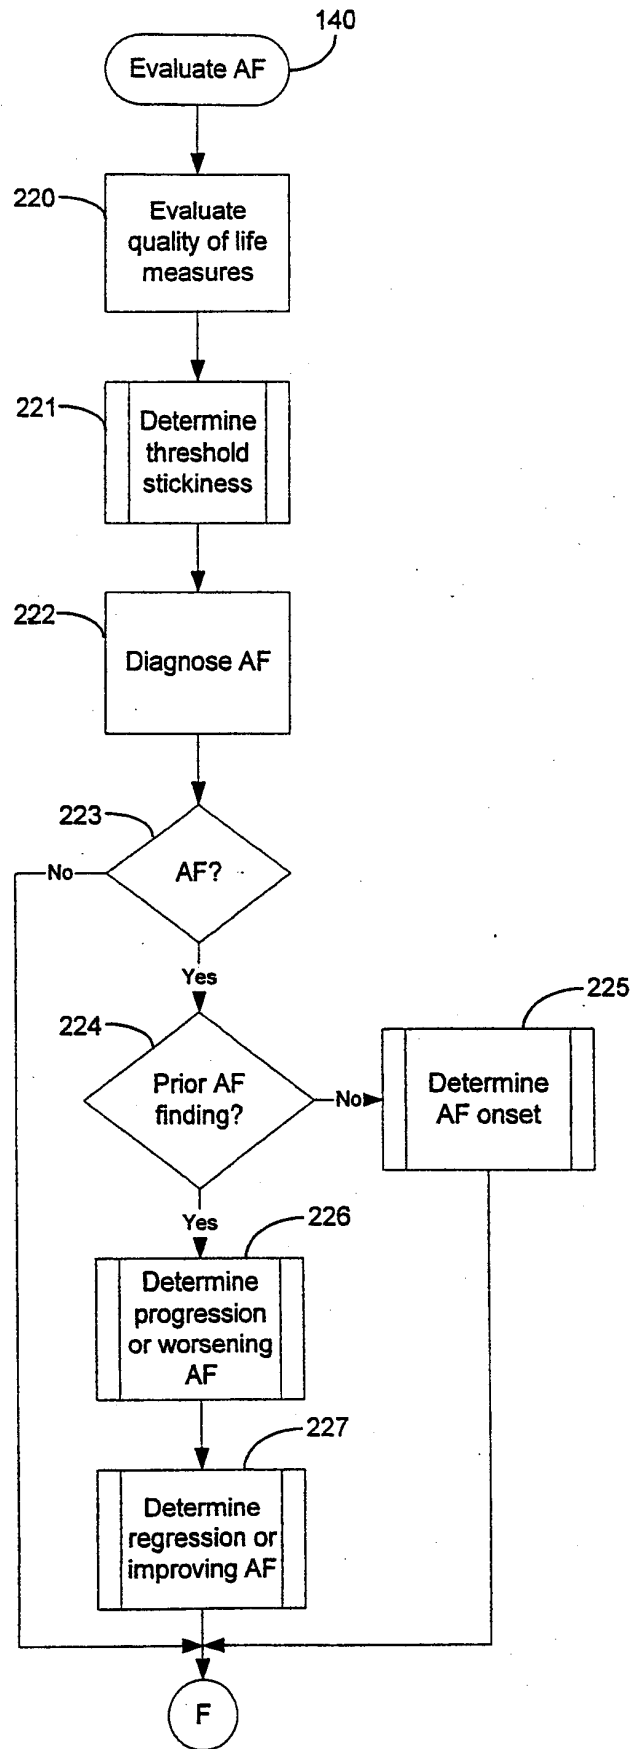 140
Evaluate AF
220
Evaluate
quality of life
measures
221
Determine
threshold
stickiness
222
Diagnose AF
223
AF?
No
Yes
224
Prior AF
finding?
No
225
Determine
AF onset
Yes
226
Determine
progression
or worsening
AF
227
Determine
regression or
improving AF
F